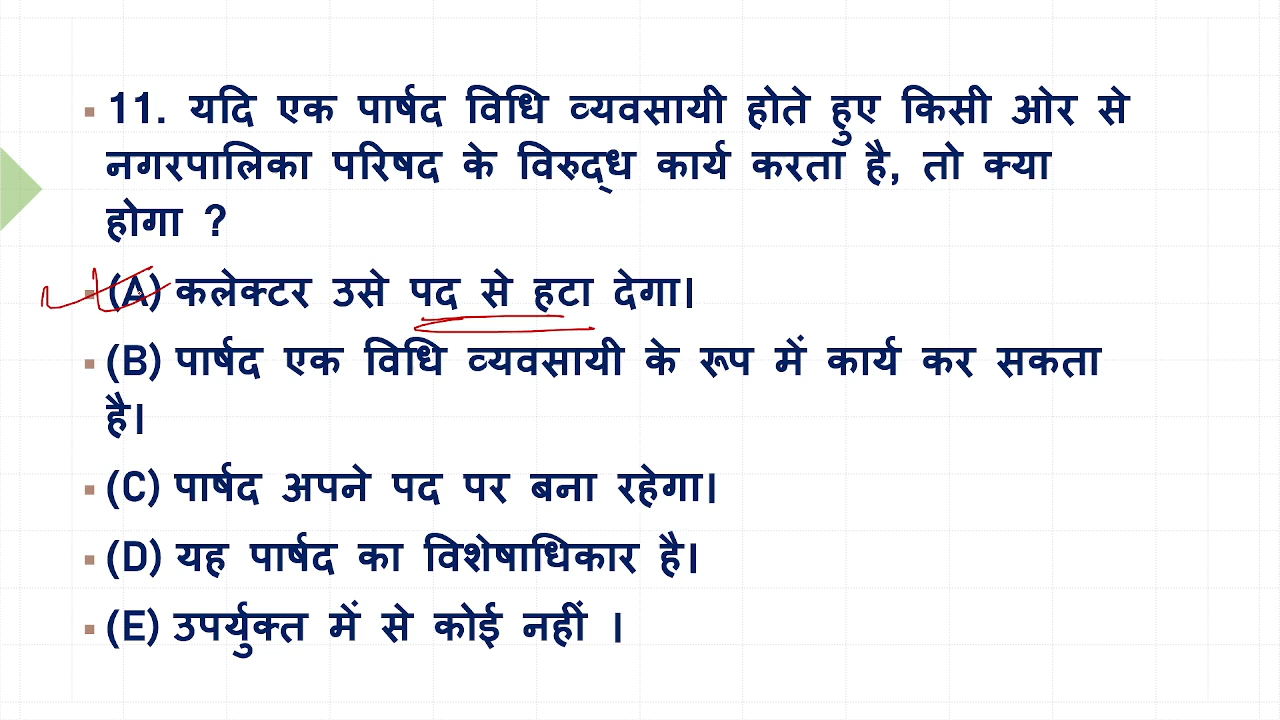 11. यदि एक पार्षद विधि व्यवसायी होते हुए किसी ओर से
नगरपालिका परिषद के विरुद्ध कार्य करता है, तो क्या
होगा ?
(A) कलेक्टर उसे पद से हटा देगा।
(B) पार्षद एक विधि व्यवसायी के रूप में कार्य कर सकता
है।
(C) पार्षद अपने पद पर बना रहेगा।
(D) यह पार्षद का विशेषाधिकार है।
(E) उपर्युक्त में से कोई नहीं ।